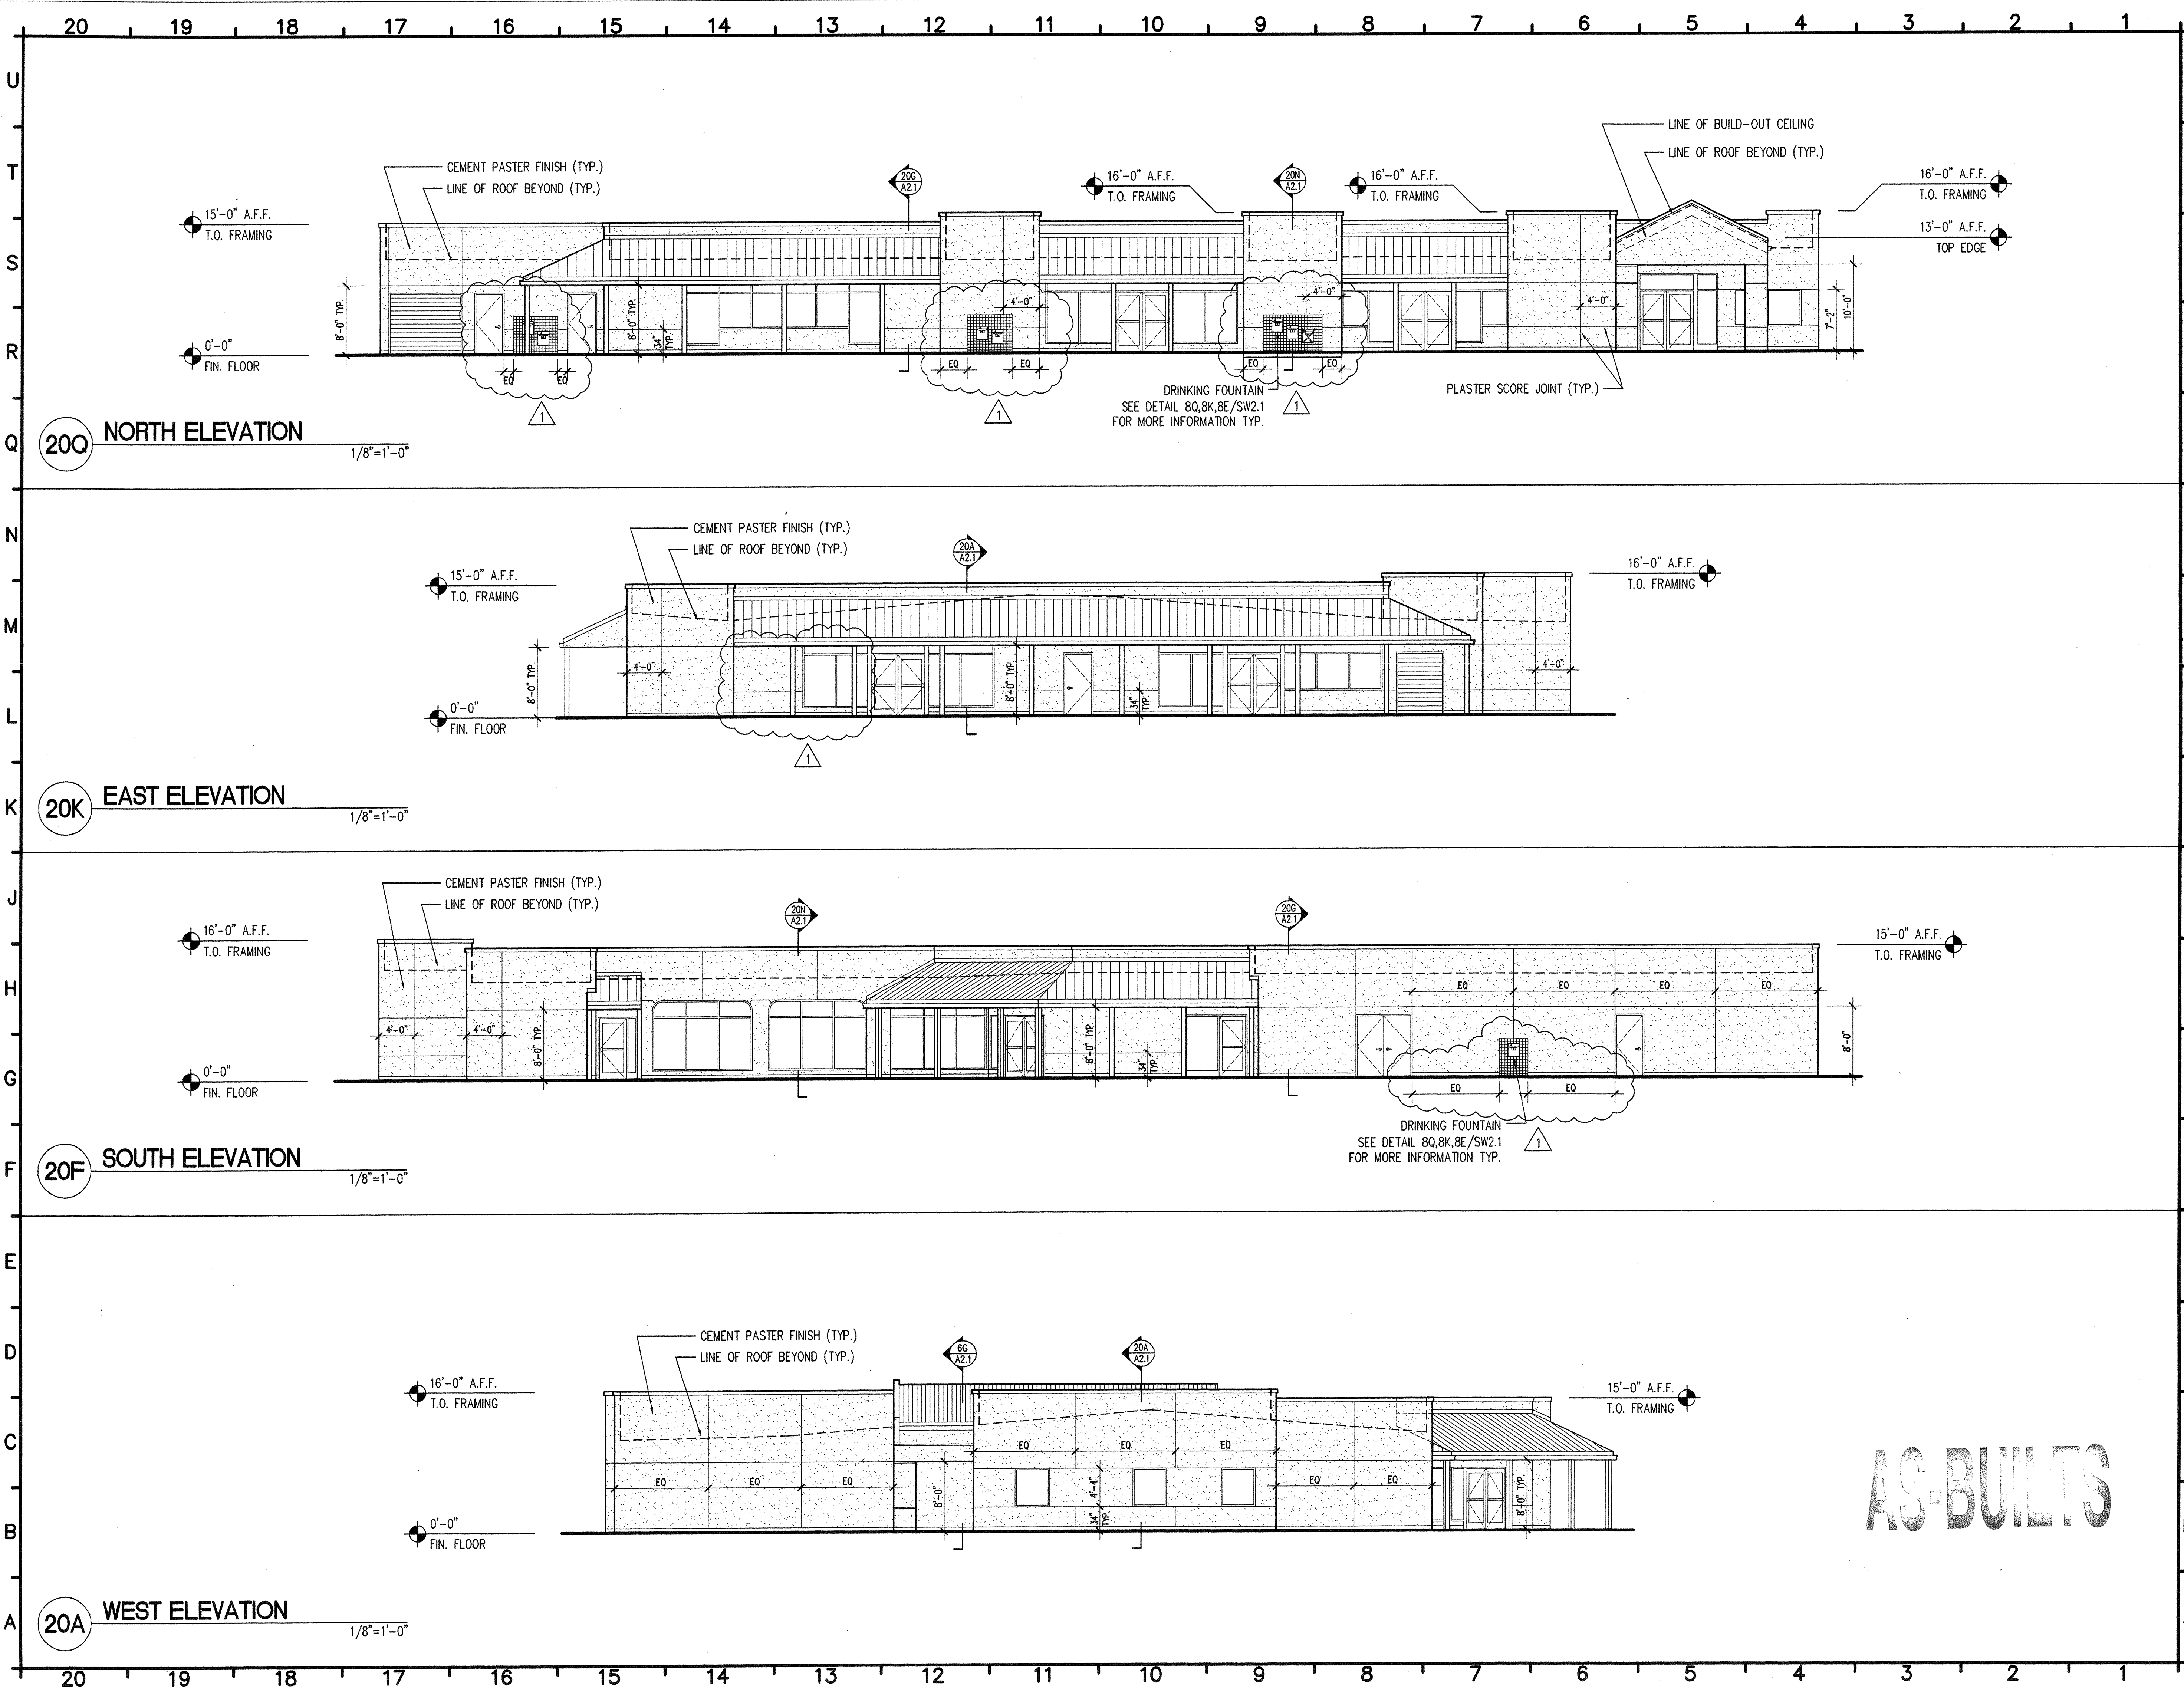 20 19 18 17 16 15 14 13 12 11 10 9 8 7 6 5 4 3 2 1
U
T
S
R
Q
N
M
L
K
J
H
G
F
E
D
C
B
A
LINE OF BUILD-OUT CEILING
LINE OF ROOF BEYOND (TYP.)
CEMENT PASTER FINISH (TYP.)
LINE OF ROOF BEYOND (TYP.)
20G
A2.1
16'-0" A.F.F.
T.O. FRAMING
20N
A2.1
16'-0" A.F.F.
T.O. FRAMING
16'-0" A.F.F.
T.O. FRAMING
15'-0" A.F.F.
T.O. FRAMING
13'-0" A.F.F.
TOP EDGE
8'-0" TYP.
8'-0" TYP.
34"
TYP.
4'-0"
4'-0"
4'-0"
7'-2"
10'-0"
0'-0"
FIN. FLOOR
EQ
EQ
EQ
EQ
EQ
EQ
DRINKING FOUNTAIN
SEE DETAIL 8Q,8K,8E/SW2.1
FOR MORE INFORMATION TYP.
PLASTER SCORE JOINT (TYP.)
1
1
1
20Q NORTH ELEVATION
1/8"=1'-0"
CEMENT PASTER FINISH (TYP.)
LINE OF ROOF BEYOND (TYP.)
20A
A2.1
15'-0" A.F.F.
T.O. FRAMING
16'-0" A.F.F.
T.O. FRAMING
8'-0" TYP.
4'-0"
8'-0" TYP.
34"
TYP.
4'-0"
0'-0"
FIN. FLOOR
1
20K EAST ELEVATION
1/8"=1'-0"
CEMENT PASTER FINISH (TYP.)
LINE OF ROOF BEYOND (TYP.)
20N
A2.1
20G
A2.1
16'-0" A.F.F.
T.O. FRAMING
15'-0" A.F.F.
T.O. FRAMING
EQ
EQ
EQ
EQ
4'-0"
4'-0"
8'-0" TYP.
8'-0" TYP.
34"
TYP.
8'-0"
0'-0"
FIN. FLOOR
EQ
EQ
DRINKING FOUNTAIN
SEE DETAIL 8Q,8K,8E/SW2.1
FOR MORE INFORMATION TYP.
1
20F SOUTH ELEVATION
1/8"=1'-0"
CEMENT PASTER FINISH (TYP.)
LINE OF ROOF BEYOND (TYP.)
6G
A2.1
20A
A2.1
16'-0" A.F.F.
T.O. FRAMING
15'-0" A.F.F.
T.O. FRAMING
EQ
EQ
EQ
EQ
EQ
EQ
EQ
EQ
8'-0"
4'-4"
34"
TYP.
8'-0" TYP.
0'-0"
FIN. FLOOR
AS-BUILTS
20A WEST ELEVATION
1/8"=1'-0"
20 19 18 17 16 15 14 13 12 11 10 9 8 7 6 5 4 3 2 1